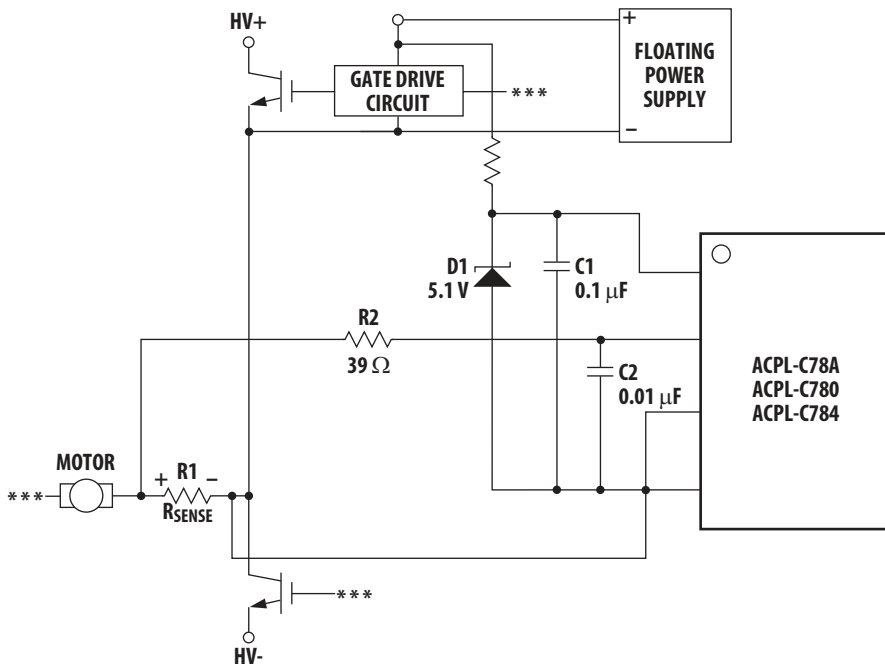 HV+
GATE DRIVE
CIRCUIT
***
+
−
FLOATING
POWER
SUPPLY
D1
5.1 V
C1
0.1 μF
R2
39 Ω
C2
0.01 μF
ACPL-C78A
ACPL-C780
ACPL-C784
MOTOR
***
+ R1 −
RSENSE
***
HV-